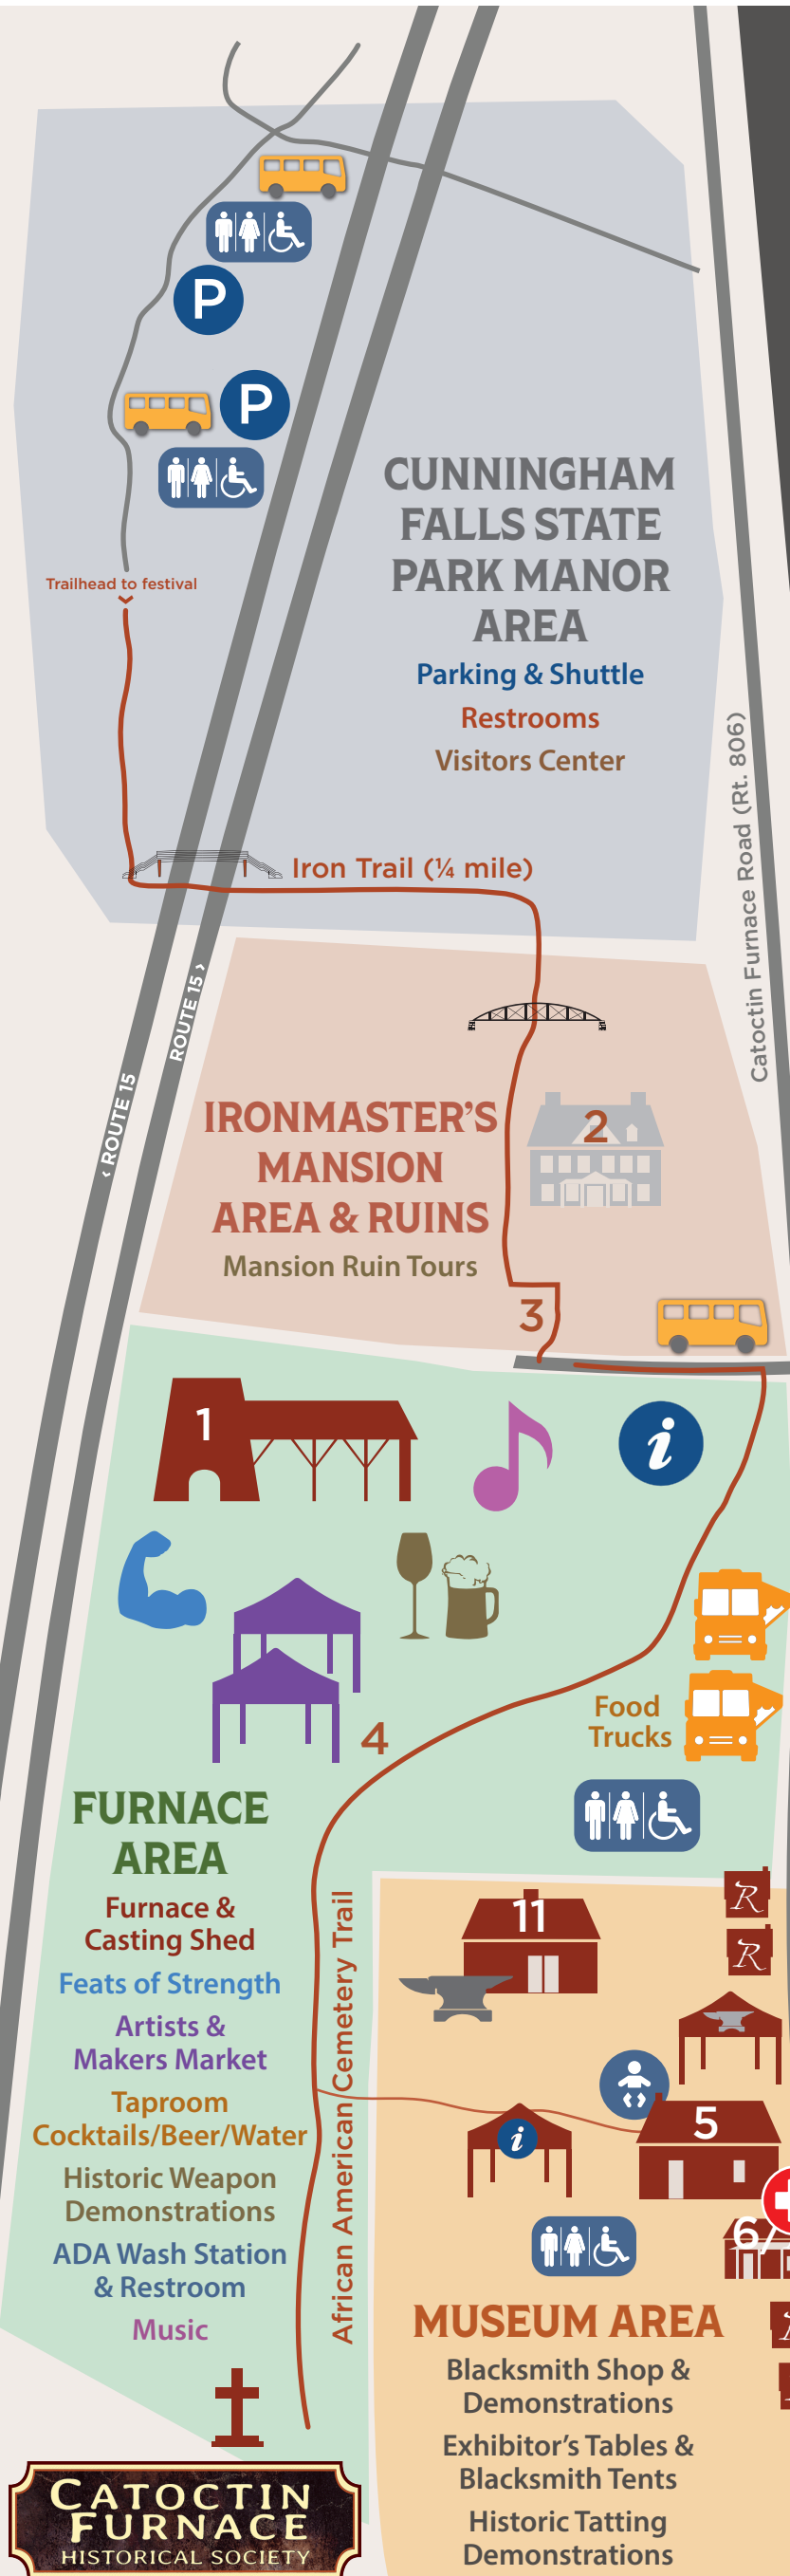 P
P
CUNNINGHAM
FALLS STATE
PARK MANOR
AREA
Trailhead to festival
Parking & Shuttle
Restrooms
Visitors Center
Catoctin Furnace Road (Rt. 806)
Iron Trail (¼ mile)
ROUTE 15 >
< ROUTE 15
IRONMASTER'S
MANSION
AREA & RUINS
Mansion Ruin Tours
2
3
1
i
4
Food
Trucks
FURNACE
AREA
Furnace &
Casting Shed
Feats of Strength
Artists &
Makers Market
Taproom
Cocktails/Beer/Water
Historic Weapon
Demonstrations
ADA Wash Station
& Restroom
Music
African American Cemetery Trail
11
R
R
i
5
6/
MUSEUM AREA
Blacksmith Shop &
Demonstrations
Exhibitor's Tables &
Blacksmith Tents
Historic Tatting
Demonstrations
CATOCTIN
FURNACE
HISTORICAL SOCIETY